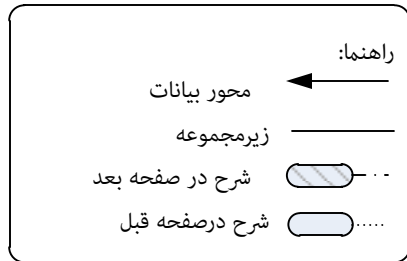 راهنما:
محور بیانات
زیرمجموعه
شرح در صفحه بعد
شرح درصفحه قبل